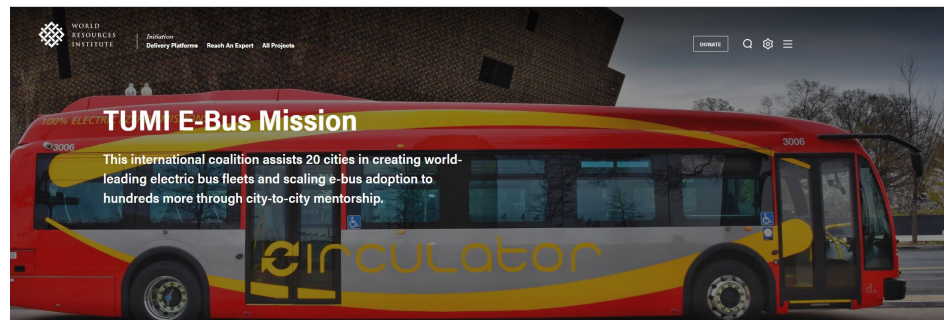 WORLD
RESOURCES
INSTITUTE
Initiatives
Delivery Platforms Reach An Expert All Projects
DONATE
100% ELECTRIC
TUMI E-Bus Mission
3006
3006
This international coalition assists 20 cities in creating world-
leading electric bus fleets and scaling e-bus adoption to
hundreds more through city-to-city mentorship.
circulator
d.